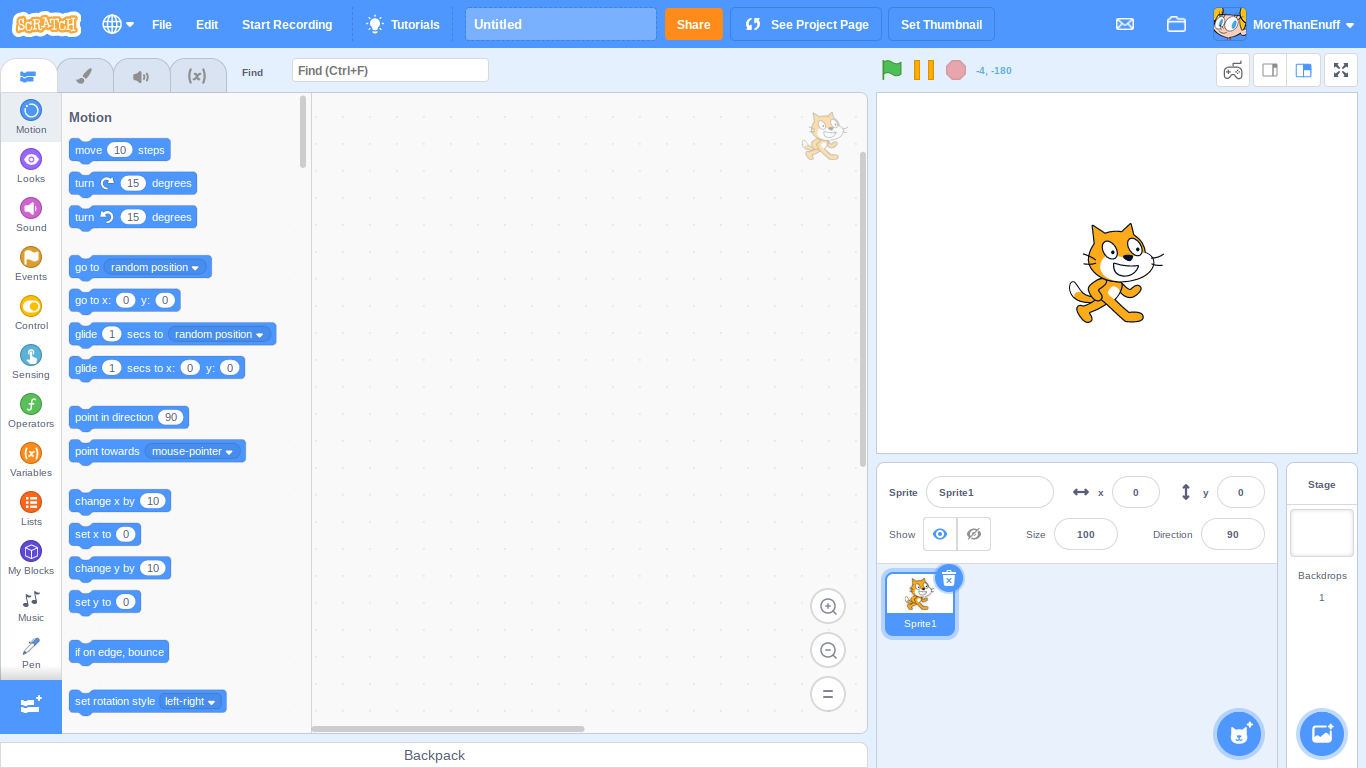 SCRATCH File Edit Start Recording Tutorials Untitled Share See Project Page Set Thumbnail MoreThanEnuff
Find Find (Ctrl+F) -4, -180
Motion
Looks
Sound
Events
Control
Sensing
Operators
Variables
Lists
My Blocks
Music
Pen
Motion
move 10 steps
turn 15 degrees
turn 15 degrees
go to random position
go to x: 0 y: 0
glide 1 secs to random position
glide 1 secs to x: 0 y: 0
point in direction 90
point towards mouse-pointer
change x by 10
set x to 0
change y by 10
set y to 0
if on edge, bounce
set rotation style left-right
Backpack
Sprite Sprite1 x 0 y 0
Show Size 100 Direction 90
Sprite1
Stage
Backdrops
1